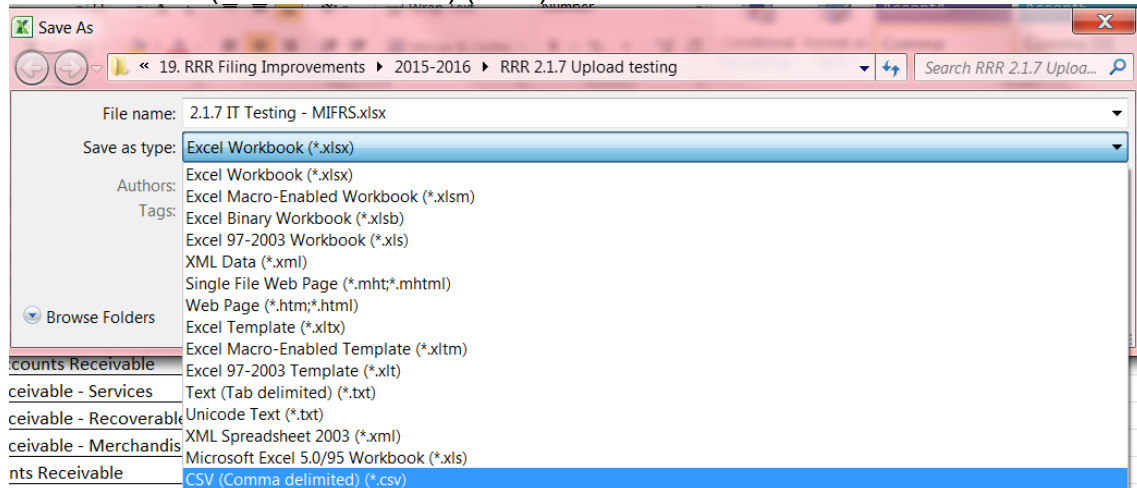 Save As
« 19. RRR Filing Improvements ▸ 2015-2016 ▸ RRR 2.1.7 Upload testing
Search RRR 2.1.7 Uploa...
File name: 2.1.7 IT Testing - MIFRS.xlsx
Save as type: Excel Workbook (*.xlsx)
Authors:
Tags:
Excel Workbook (*.xlsx)
Excel Macro-Enabled Workbook (*.xlsm)
Excel Binary Workbook (*.xlsb)
Excel 97-2003 Workbook (*.xls)
XML Data (*.xml)
Single File Web Page (*.mht;*.mhtml)
Web Page (*.htm;*.html)
Excel Template (*.xltx)
Excel Macro-Enabled Template (*.xltm)
Excel 97-2003 Template (*.xlt)
Text (Tab delimited) (*.txt)
Unicode Text (*.txt)
XML Spreadsheet 2003 (*.xml)
Microsoft Excel 5.0/95 Workbook (*.xls)
CSV (Comma delimited) (*.csv)
Browse Folders
ccounts Receivable
ceivable - Services
ceivable - Recoverable
ceivable - Merchandis
nts Receivable